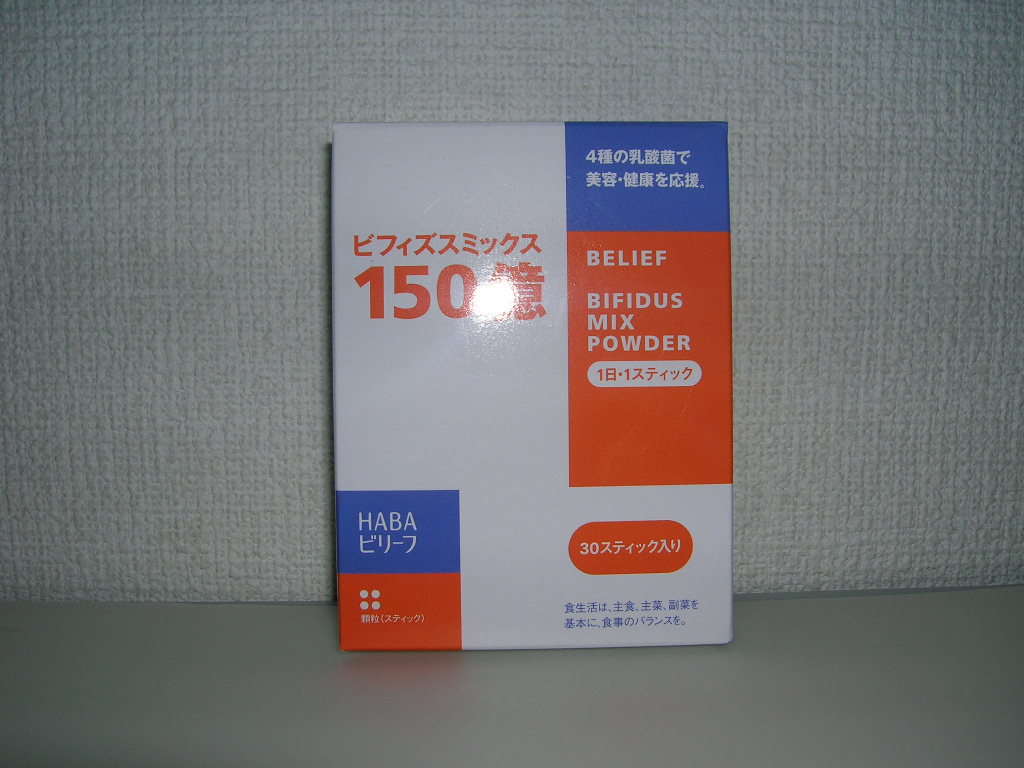 4種の乳酸菌で
美容・健康を応援。
ビフィズスミックス
150億
BELIEF
BIFIDUS
MIX
POWDER
1日・1スティック
HABA
ビリーフ
30スティック入り
顆粒(スティック)
食生活は、主食、主菜、副菜を
基本に、食事のバランスを。